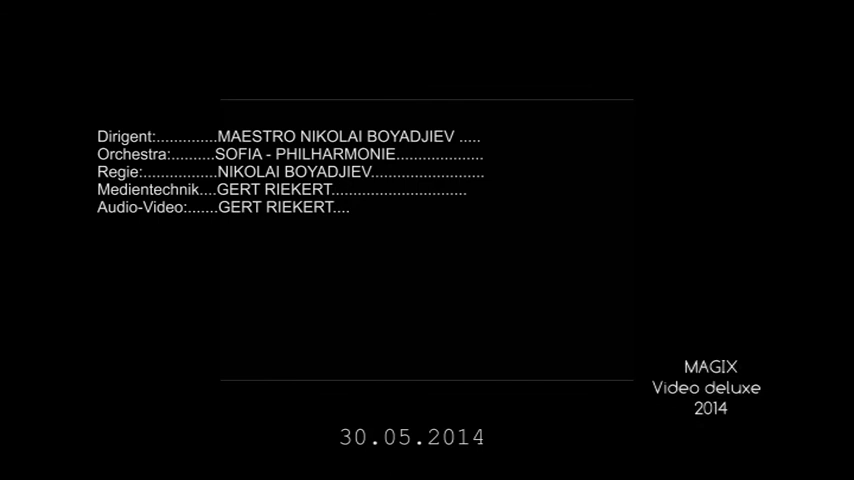 Dirigent:..............MAESTRO NIKOLAI BOYADJIEV .....
Orchestra:..........SOFIA - PHILHARMONIE....................
Regie:.................NIKOLAI BOYADJIEV..........................
Medientechnik....GERT RIEKERT...............................
Audio-Video:.......GERT RIEKERT....
MAGIX
Video deluxe
2014
30.05.2014